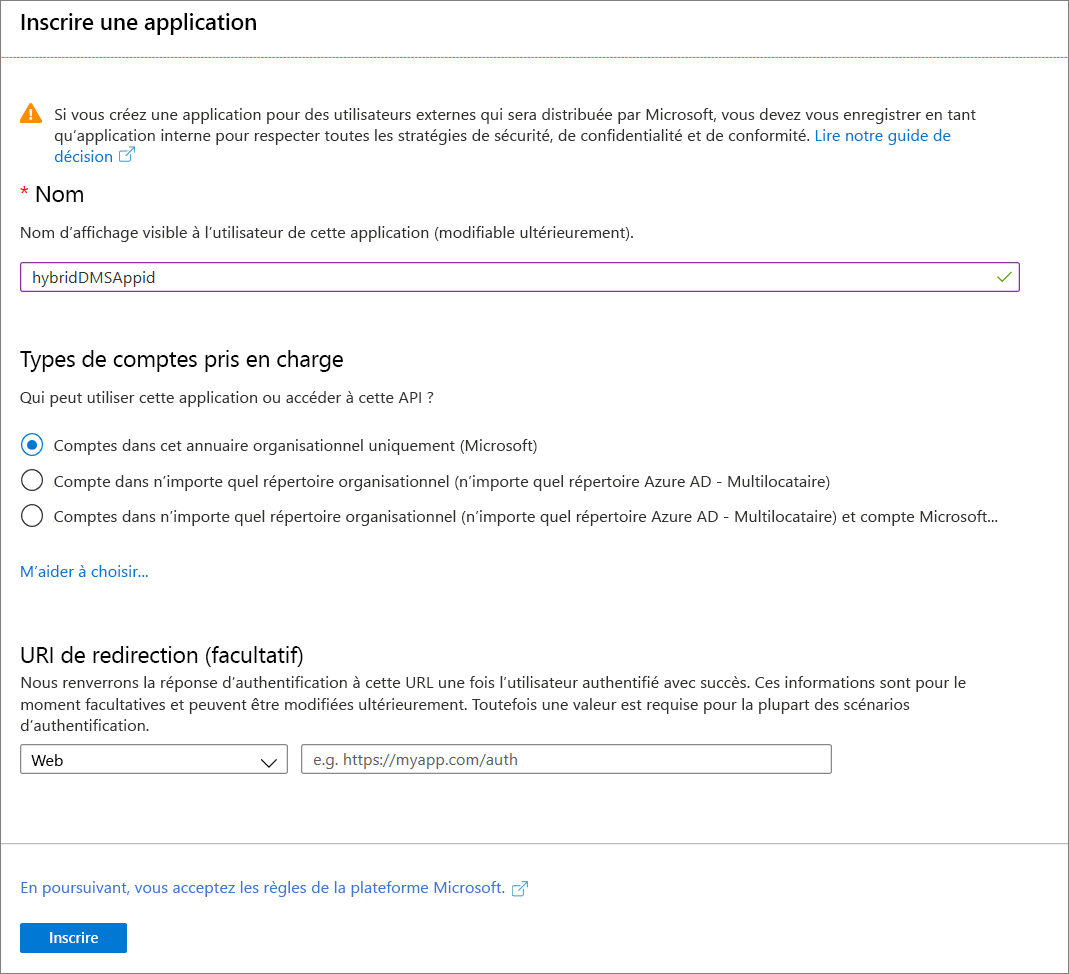 Inscrire une application
Si vous créez une application pour des utilisateurs externes qui sera distribuée par Microsoft, vous devez vous enregistrer en tant
qu’application interne pour respecter toutes les stratégies de sécurité, de confidentialité et de conformité. Lire notre guide de
décision
* Nom
Nom d’affichage visible à l’utilisateur de cette application (modifiable ultérieurement).
hybridDMSAppid
Types de comptes pris en charge
Qui peut utiliser cette application ou accéder à cette API ?
Comptes dans cet annuaire organisationnel uniquement (Microsoft)
Compte dans n’importe quel répertoire organisationnel (n’importe quel répertoire Azure AD - Multilocataire)
Comptes dans n’importe quel répertoire organisationnel (n’importe quel répertoire Azure AD - Multilocataire) et compte Microsoft...
M’aider à choisir...
URI de redirection (facultatif)
Nous renverrons la réponse d’authentification à cette URL une fois l’utilisateur authentifié avec succès. Ces informations sont pour le
moment facultatives et peuvent être modifiées ultérieurement. Toutefois une valeur est requise pour la plupart des scénarios
d’authentification.
Web e.g. https://myapp.com/auth
En poursuivant, vous acceptez les règles de la plateforme Microsoft.
Inscrire